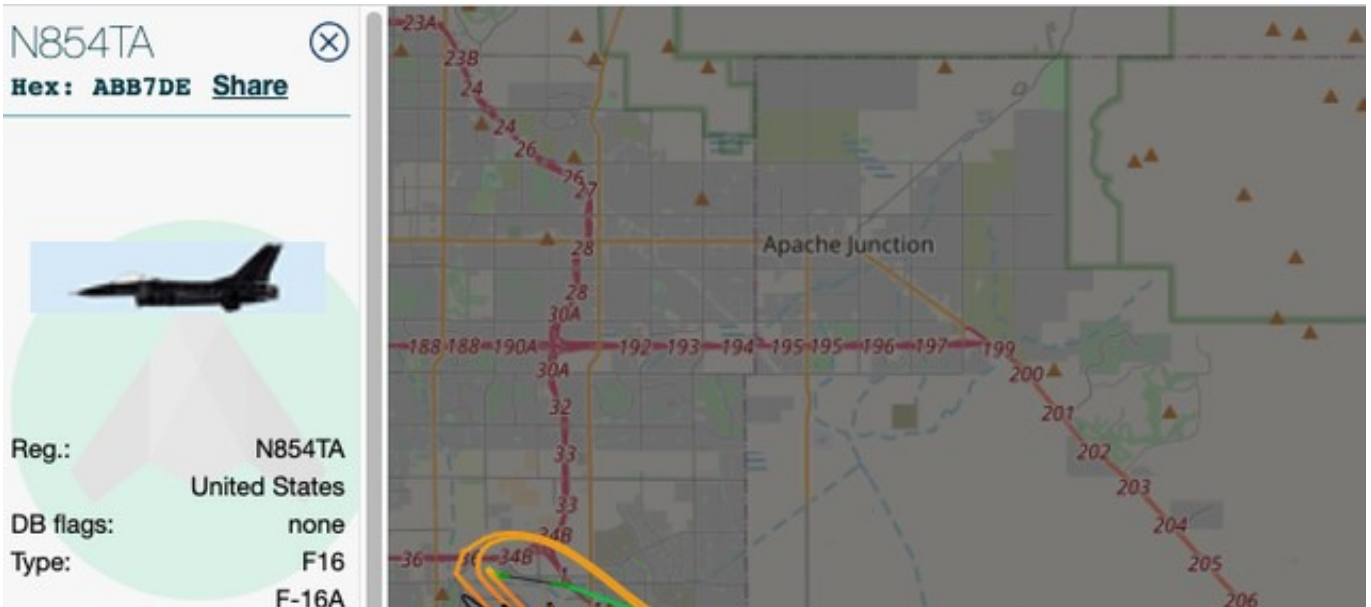 N854TA
Hex: ABB7DE Share
Reg.: N854TA
United States
DB flags: none
Type: F16
F-16A
23A
23B
24
24
26
26
27
28
28
30A
Apache Junction
188 188 190A 192 193 194 195 195 196 197 199
30A
200
32
201
33
202
203
33
204
34B
36 34B
205
206